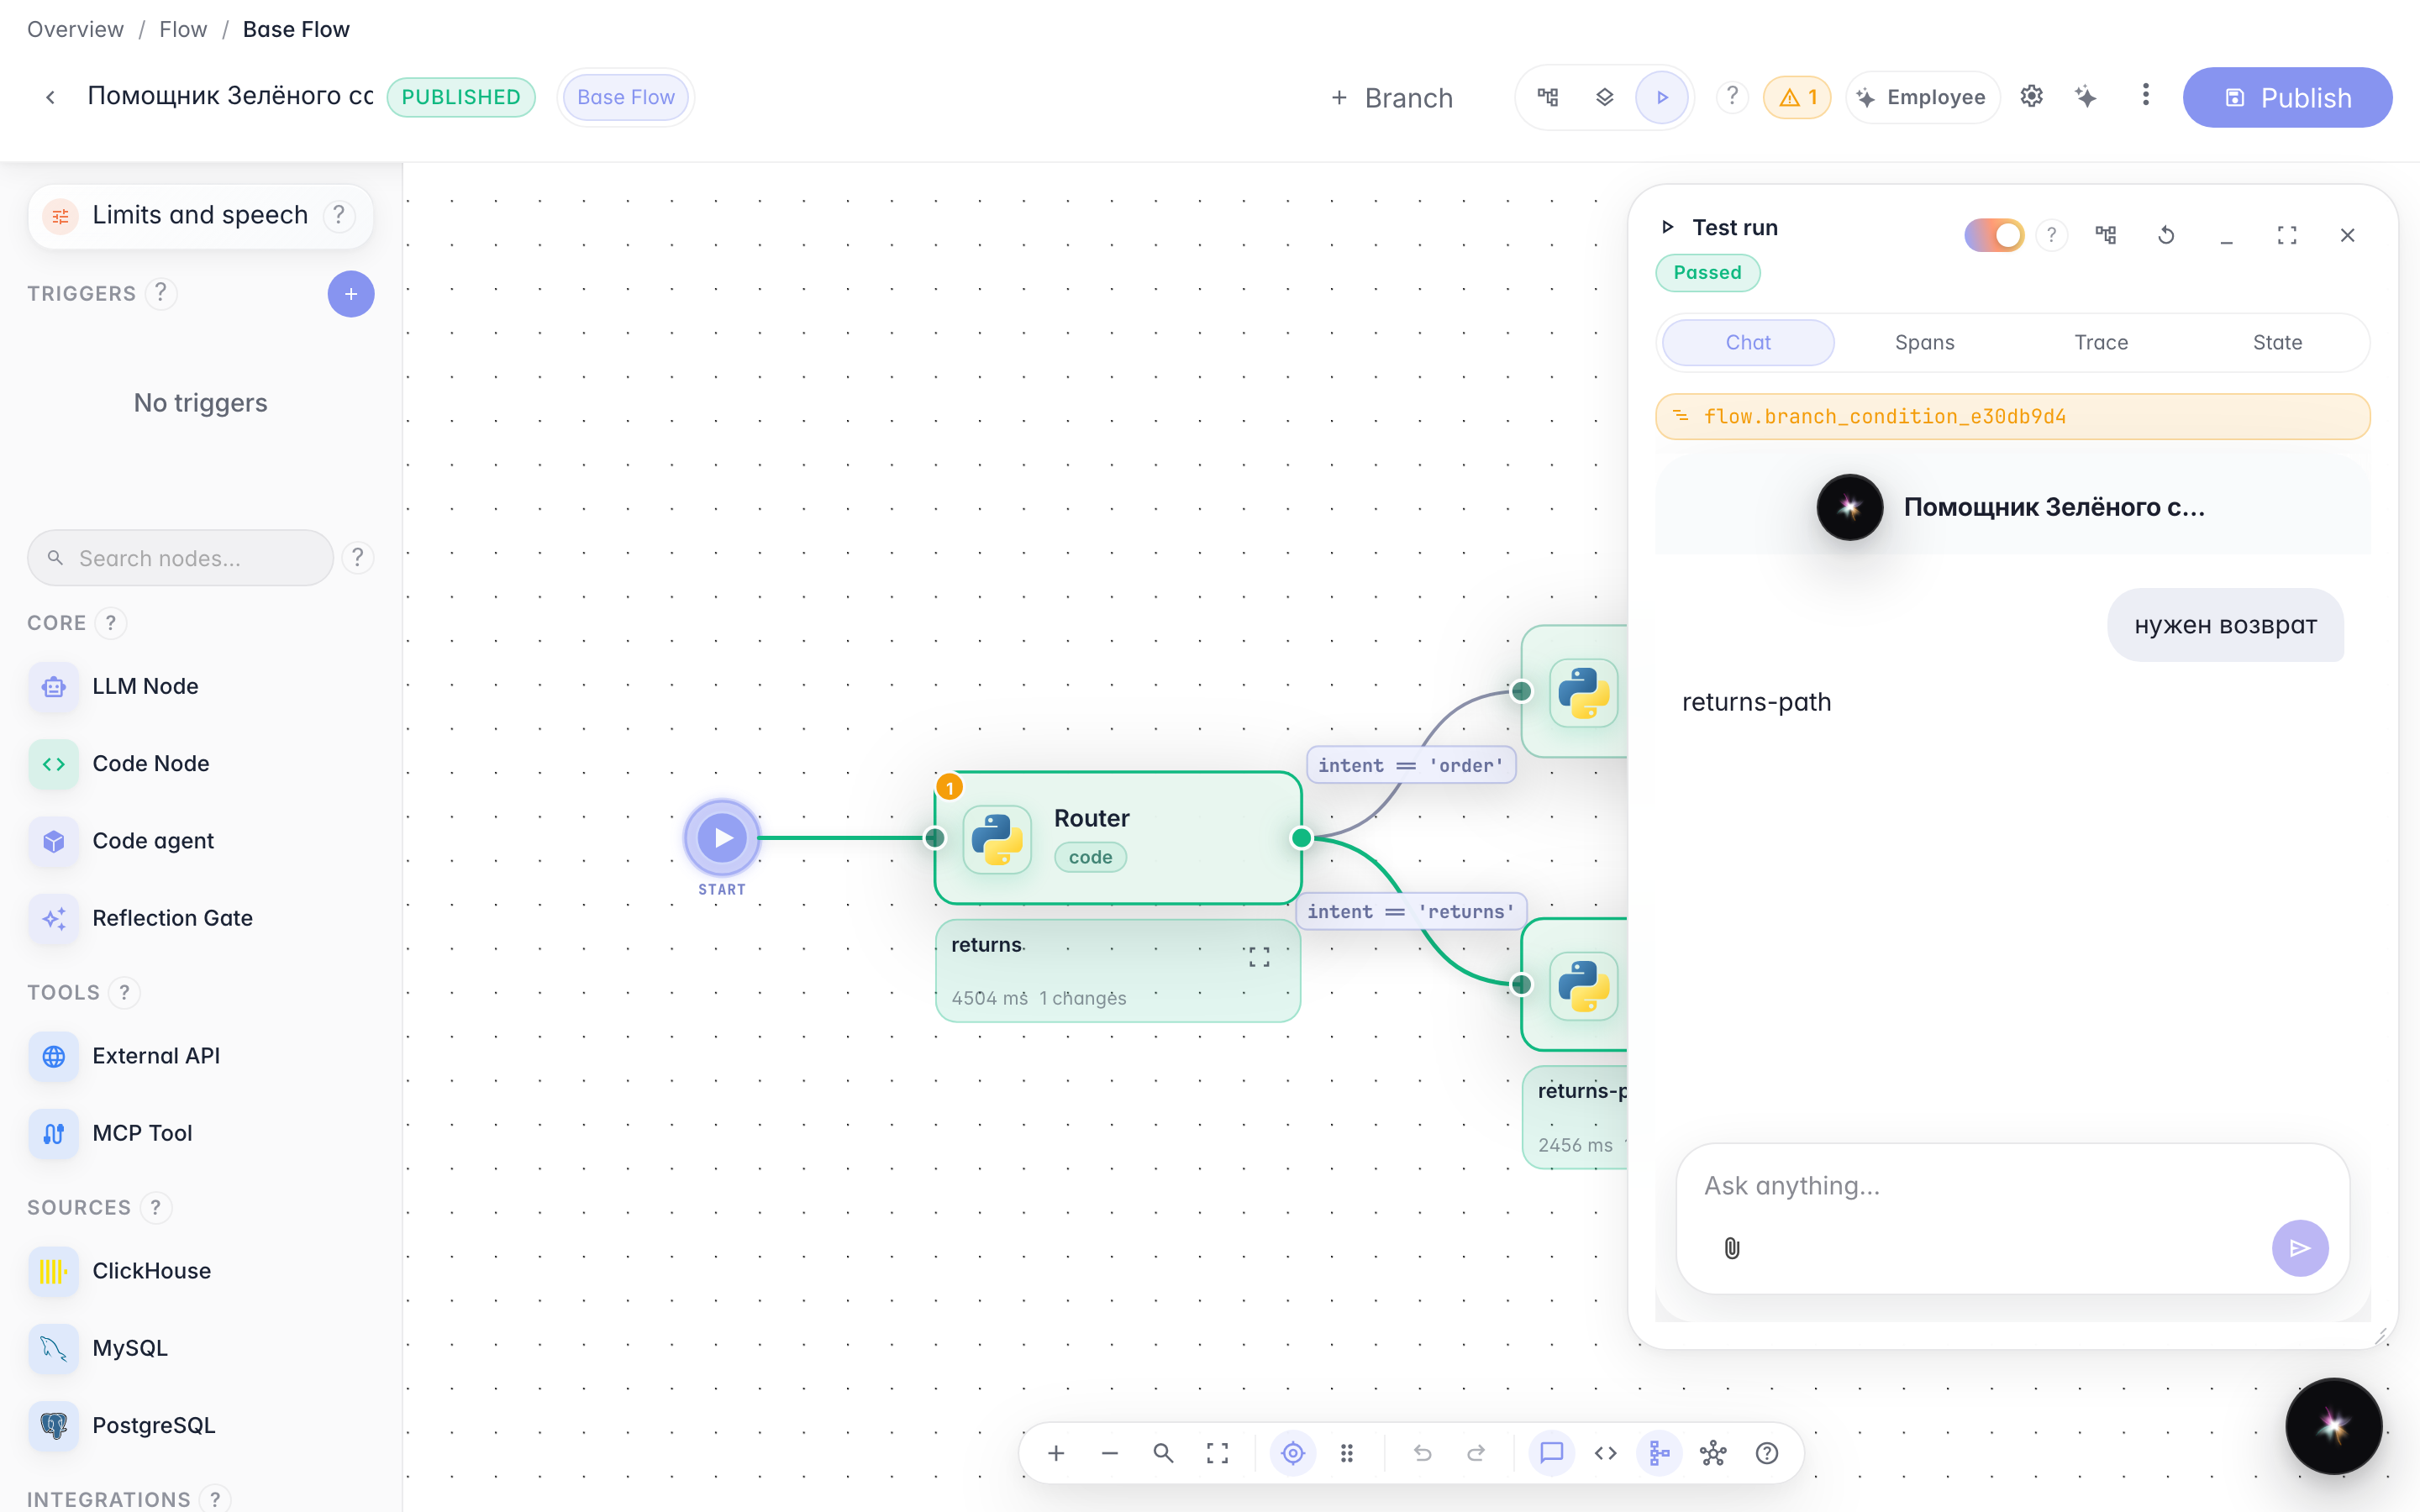 Overview / Flow / Base Flow
Помощник Зелёного со
PUBLISHED
Base Flow
+ Branch
?
1
Employee
Publish
Limits and speech ?
TRIGGERS ?
+
No triggers
Search nodes...
?
CORE ?
LLM Node
Code Node
Code agent
Reflection Gate
TOOLS ?
External API
MCP Tool
SOURCES ?
ClickHouse
MySQL
PostgreSQL
INTEGRATIONS ?
START
1
Router
code
returns
4504 ms 1 changes
intent == 'order'
intent == 'returns'
returns-p
2456 ms
Test run
?
Passed
Chat
Spans
Trace
State
flow.branch_condition_e30db9d4
Помощник Зелёного с...
нужен возврат
returns-path
Ask anything...